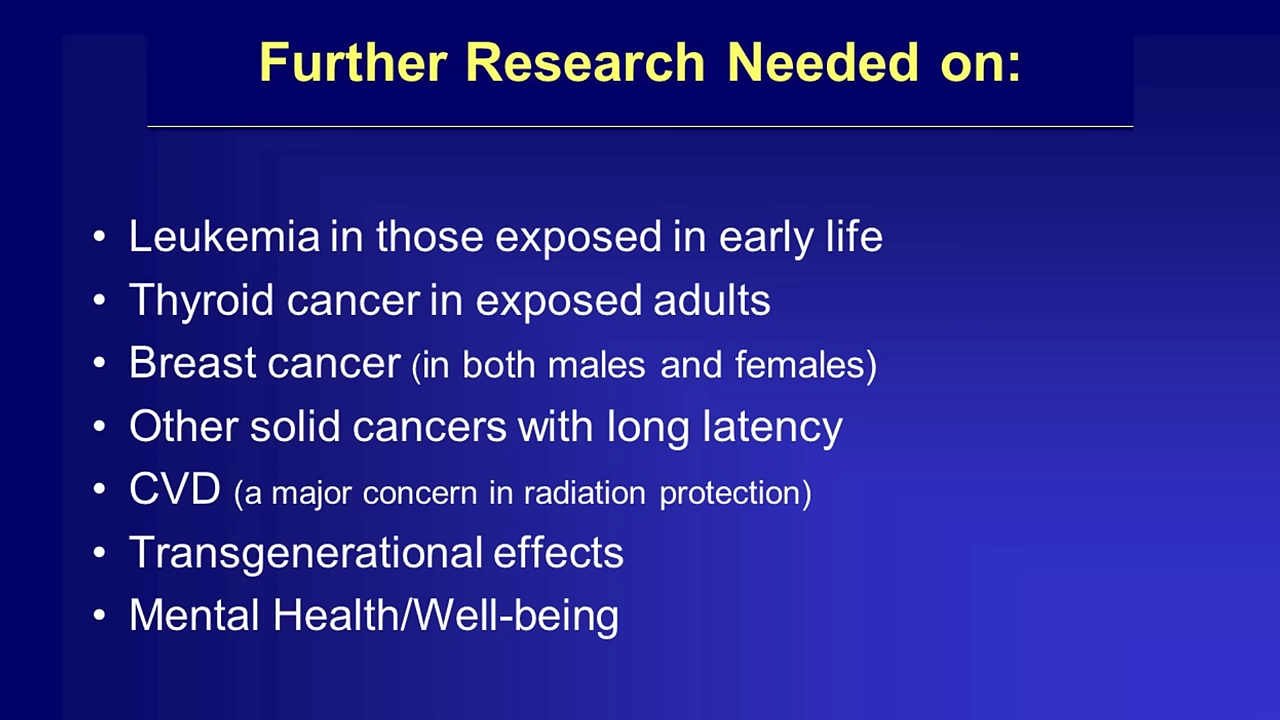 Further Research Needed on:
• Leukemia in those exposed in early life
• Thyroid cancer in exposed adults
• Breast cancer (in both males and females)
• Other solid cancers with long latency
• CVD (a major concern in radiation protection)
• Transgenerational effects
• Mental Health/Well-being